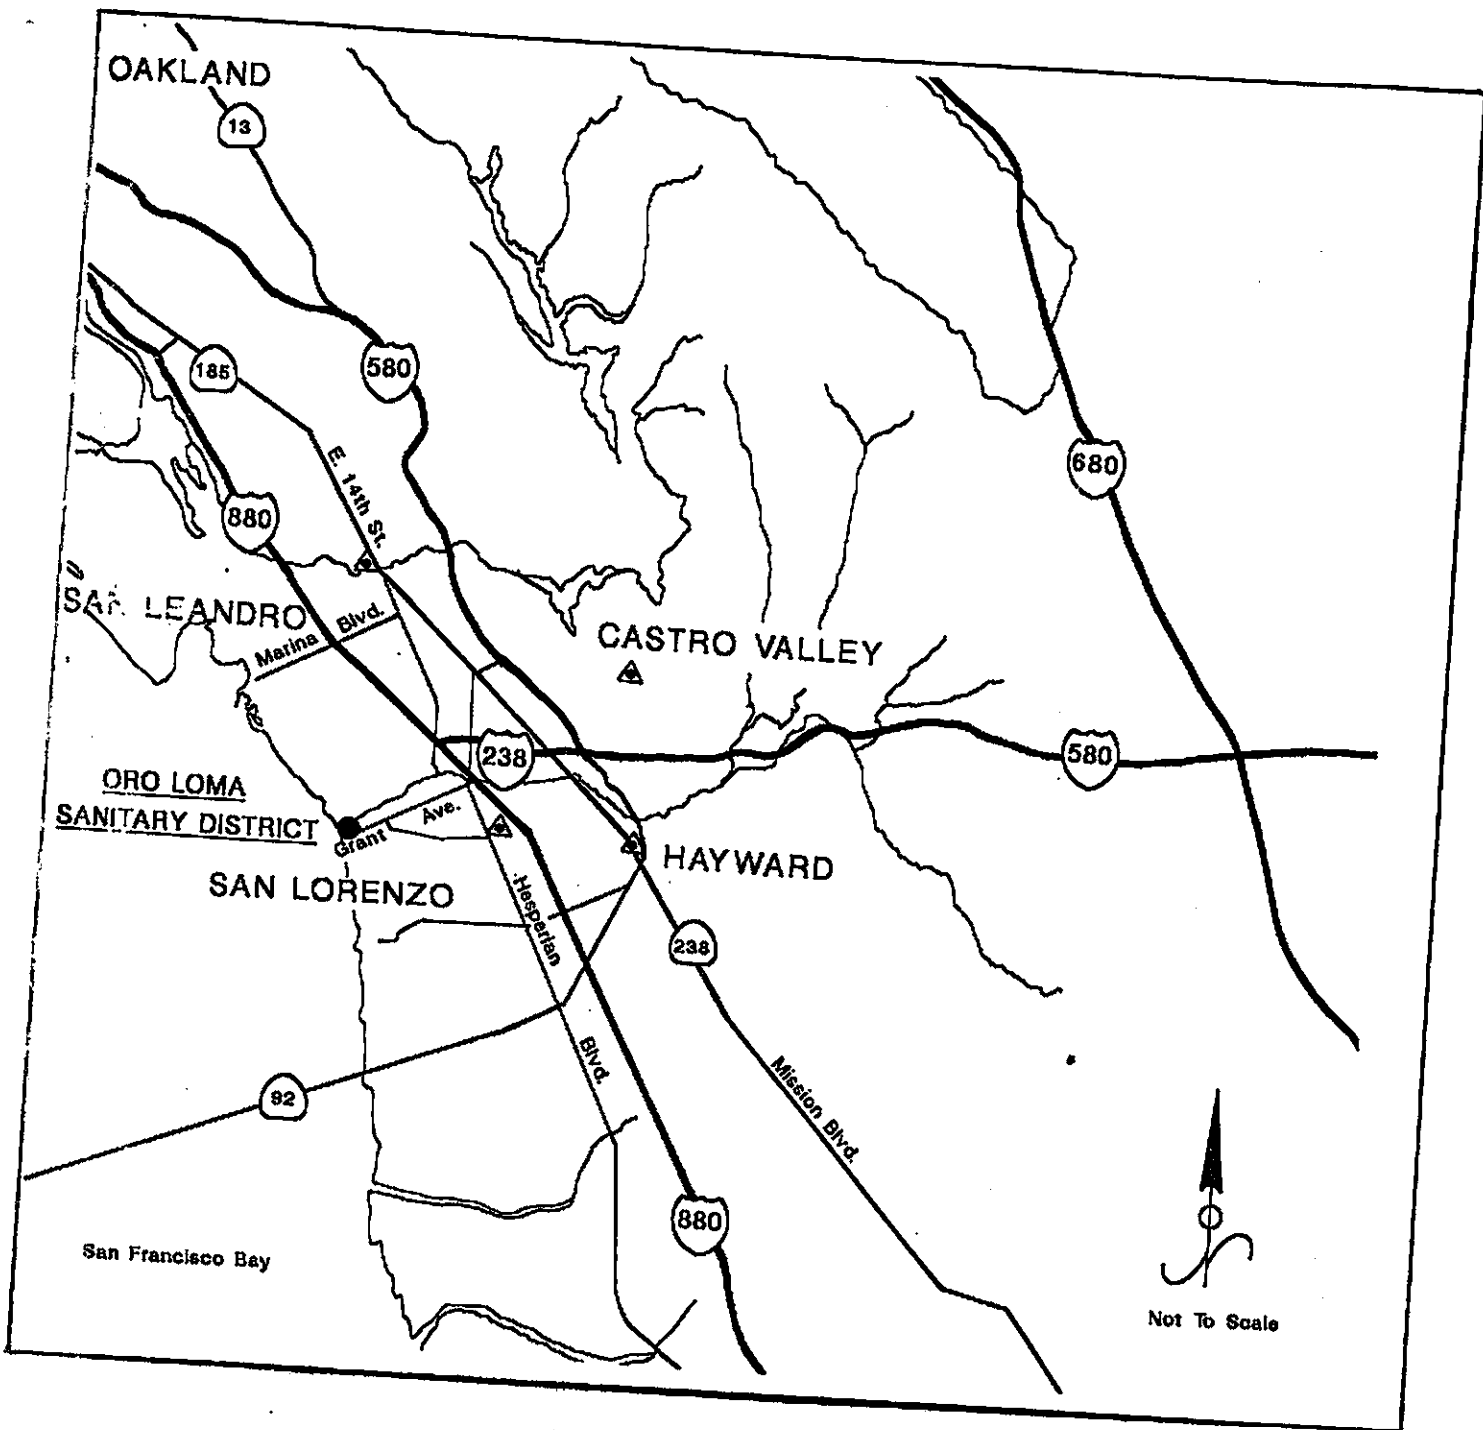 OAKLAND
13
185
580
680
E. 14th St.
880
SAN LEANDRO
Marina Blvd.
CASTRO VALLEY
238
580
ORO LOMA
SANITARY DISTRICT
Grant Ave.
HAYWARD
SAN LORENZO
Hesperian Blvd.
238
92
Mission Blvd.
880
San Francisco Bay
Not To Scale